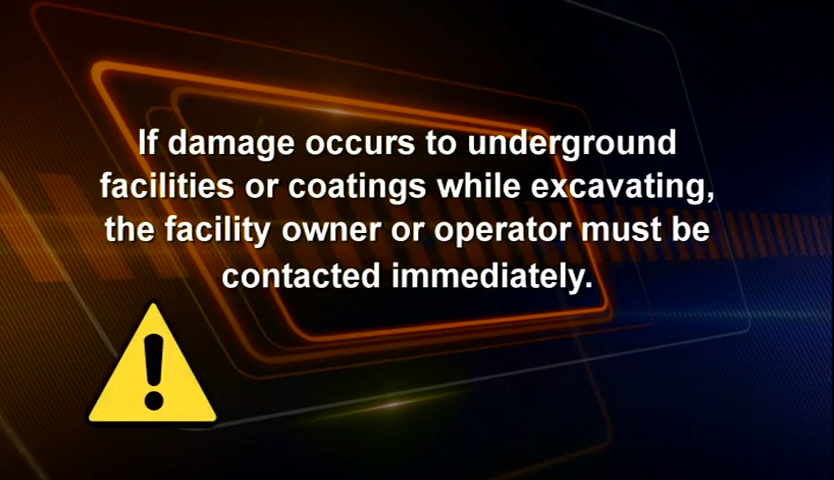 If damage occurs to underground
facilities or coatings while excavating,
the facility owner or operator must be
contacted immediately.